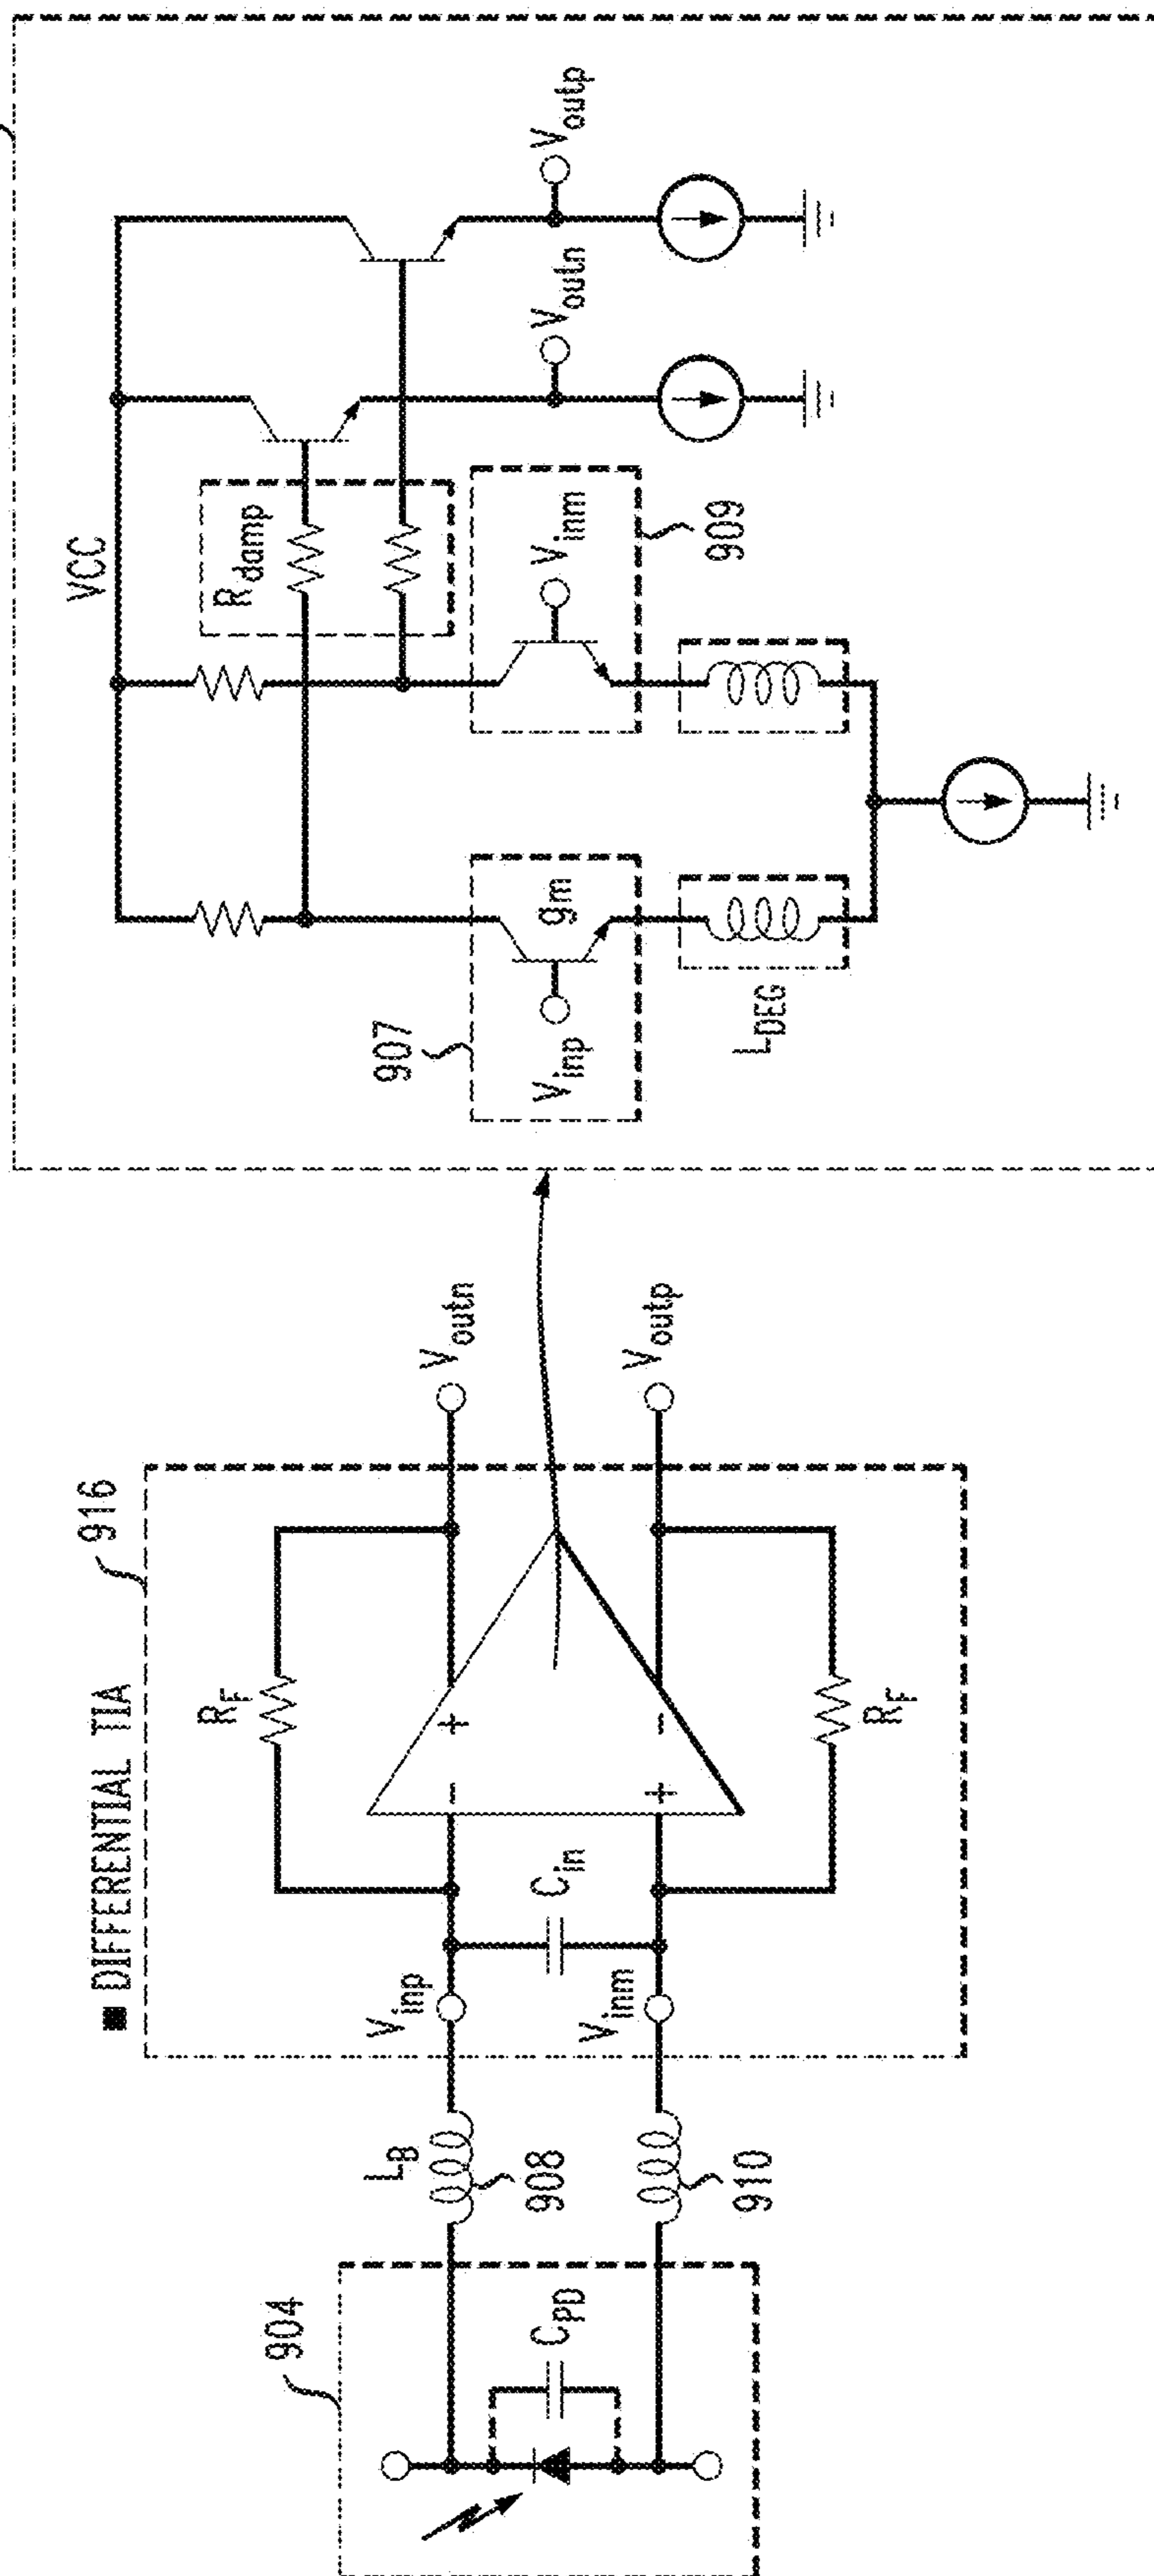 904
C_PD
L_B
908
910
■ DIFFERENTIAL TIA
916
V_inp
V_inm
C_in
R_F
R_F
- +
+ -
V_outn
V_outp
VCC
R_damp
907
V_inp
g_m
V_inm
909
L_DEG
V_outn
V_outp